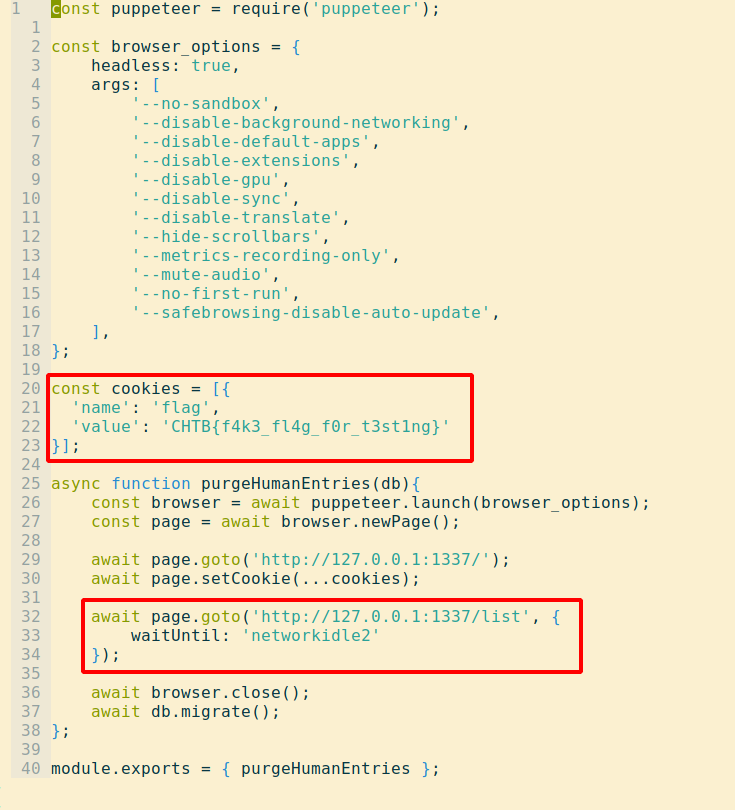 1 const puppeteer = require('puppeteer');
1
2 const browser_options = {
3     headless: true,
4     args: [
5         '--no-sandbox',
6         '--disable-background-networking',
7         '--disable-default-apps',
8         '--disable-extensions',
9         '--disable-gpu',
10         '--disable-sync',
11         '--disable-translate',
12         '--hide-scrollbars',
13         '--metrics-recording-only',
14         '--mute-audio',
15         '--no-first-run',
16         '--safebrowsing-disable-auto-update',
17     ],
18 };
19
20 const cookies = [{
21   'name': 'flag',
22   'value': 'CHTB{f4k3_fl4g_f0r_t3st1ng}'
23 }];
24
25 async function purgeHumanEntries(db){
26     const browser = await puppeteer.launch(browser_options);
27     const page = await browser.newPage();
28
29     await page.goto('http://127.0.0.1:1337/');
30     await page.setCookie(...cookies);
31
32     await page.goto('http://127.0.0.1:1337/list', {
33         waitUntil: 'networkidle2'
34     });
35
36     await browser.close();
37     await db.migrate();
38 };
39
40 module.exports = { purgeHumanEntries };